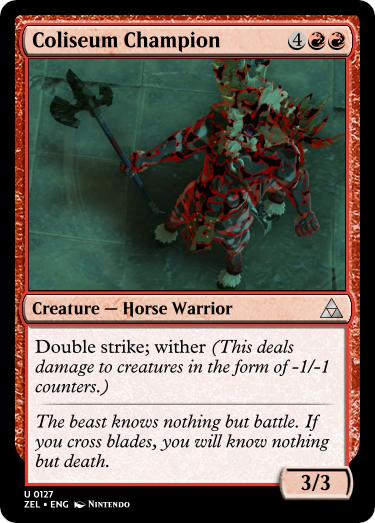 Coliseum Champion 4
Creature — Horse Warrior
Double strike; wither (This deals
damage to creatures in the form of -1/-1
counters.)
The beast knows nothing but battle. If
you cross blades, you will know nothing
but death.
3/3
U 0127
ZEL • ENG Nintendo